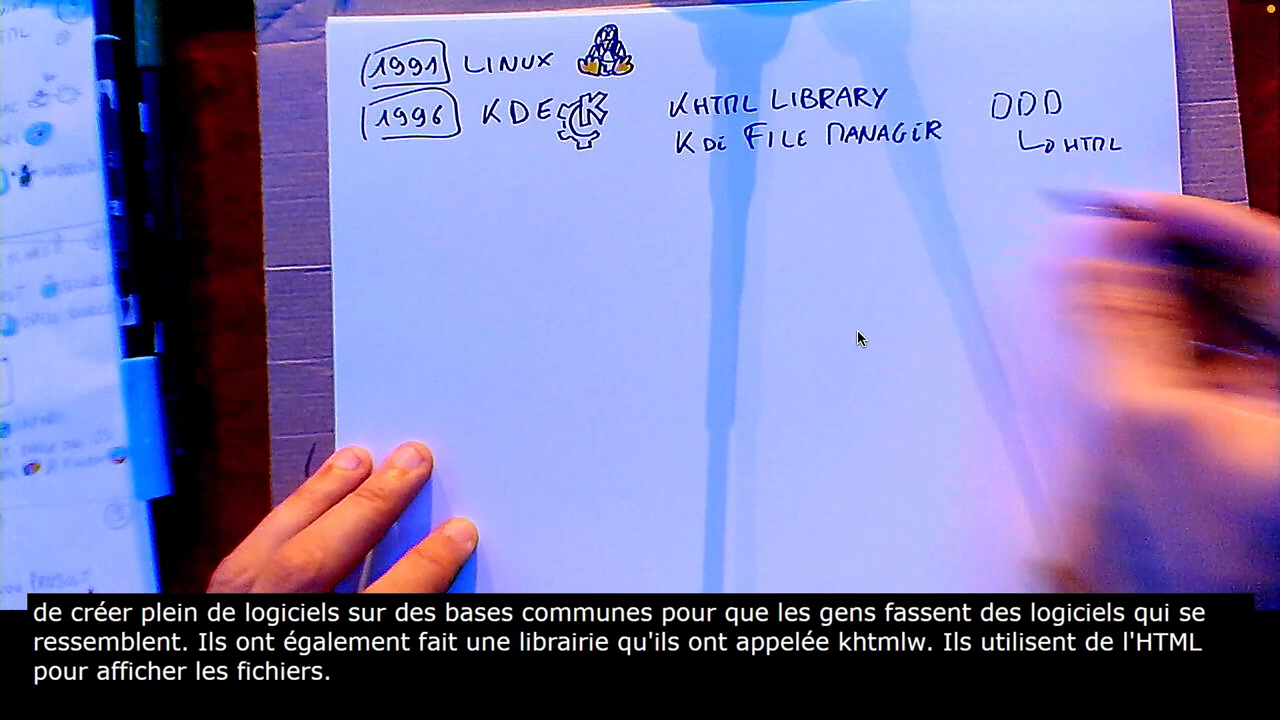 1991 LINUX
1996 KDE K
KHTML LIBRARY
KDE FILE MANAGER
DDD
HTML
de créer plein de logiciels sur des bases communes pour que les gens fassent des logiciels qui se
ressemblent. Ils ont également fait une librairie qu'ils ont appelée khtmlw. Ils utilisent de l'HTML
pour afficher les fichiers.